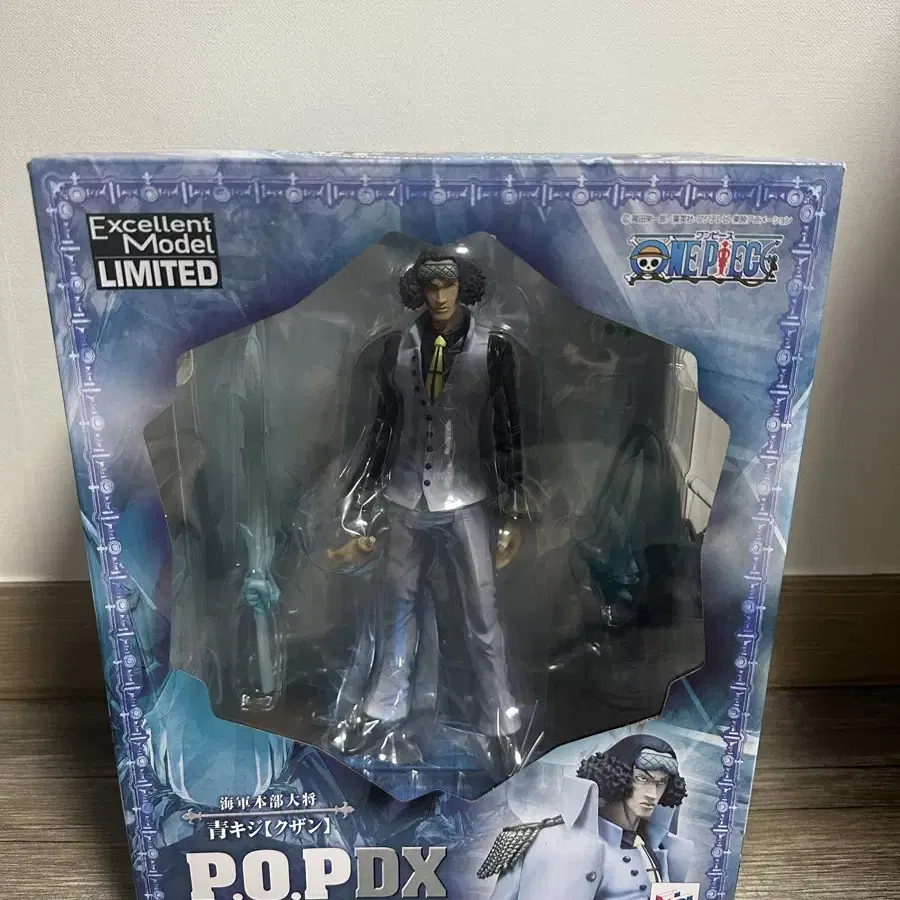 Excellent
Model
LIMITED
ワンピース
ONE PIECE
海軍本部大将
青キジ【クザン】
P.O.P DX